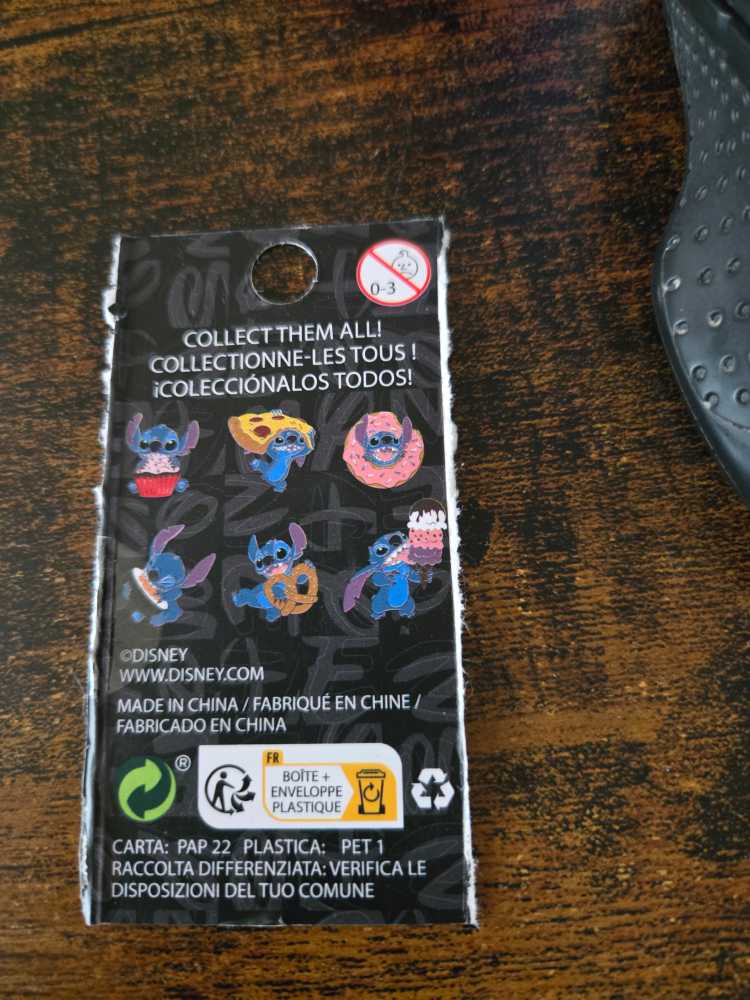 0-3
COLLECT THEM ALL!
COLLECTIONNE-LES TOUS !
¡COLECCIÓNALOS TODOS!
©DISNEY
WWW.DISNEY.COM
MADE IN CHINA / FABRIQUÉ EN CHINE /
FABRICADO EN CHINA
®
FR
BOÎTE +
ENVELOPPE
PLASTIQUE
CARTA: PAP 22 PLASTICA: PET 1
RACCOLTA DIFFERENZIATA: VERIFICA LE
DISPOSIZIONI DEL TUO COMUNE